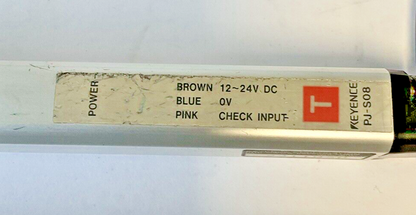 POWER
BROWN 12~24V DC
BLUE 0V
PINK CHECK INPUT
T
KEYENCE
PJ-S08